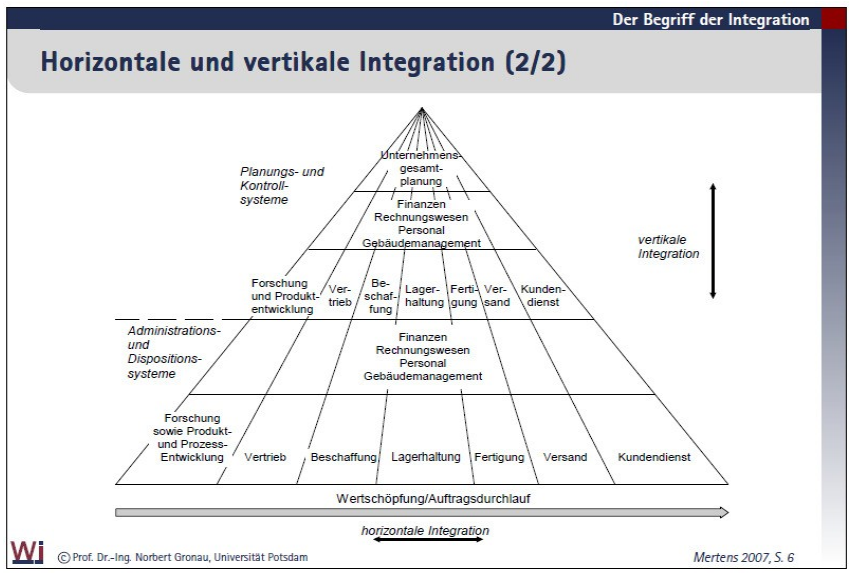 Der Begriff der Integration
Horizontale und vertikale Integration (2/2)
Planungs- und
Kontroll-
systeme
Unternehmens-
gesamt-
planung
Finanzen
Rechnungswesen
Personal
Gebäudemanagement
vertikale
Integration
Forschung
und Produkt-
entwicklung
Ver-
trieb
Be-
schaf-
fung
Lager-
haltung
Ferti-
gung
Ver-
sand
Kunden-
dienst
Administrations-
und
Dispositions-
systeme
Finanzen
Rechnungswesen
Personal
Gebäudemanagement
Forschung
sowie Produkt-
und Prozess-
Entwicklung
Vertrieb
Beschaffung
Lagerhaltung
Fertigung
Versand
Kundendienst
Wertschöpfung/Auftragsdurchlauf
horizontale Integration
Wi
© Prof. Dr.-Ing. Norbert Gronau, Universität Potsdam
Mertens 2007, S. 6